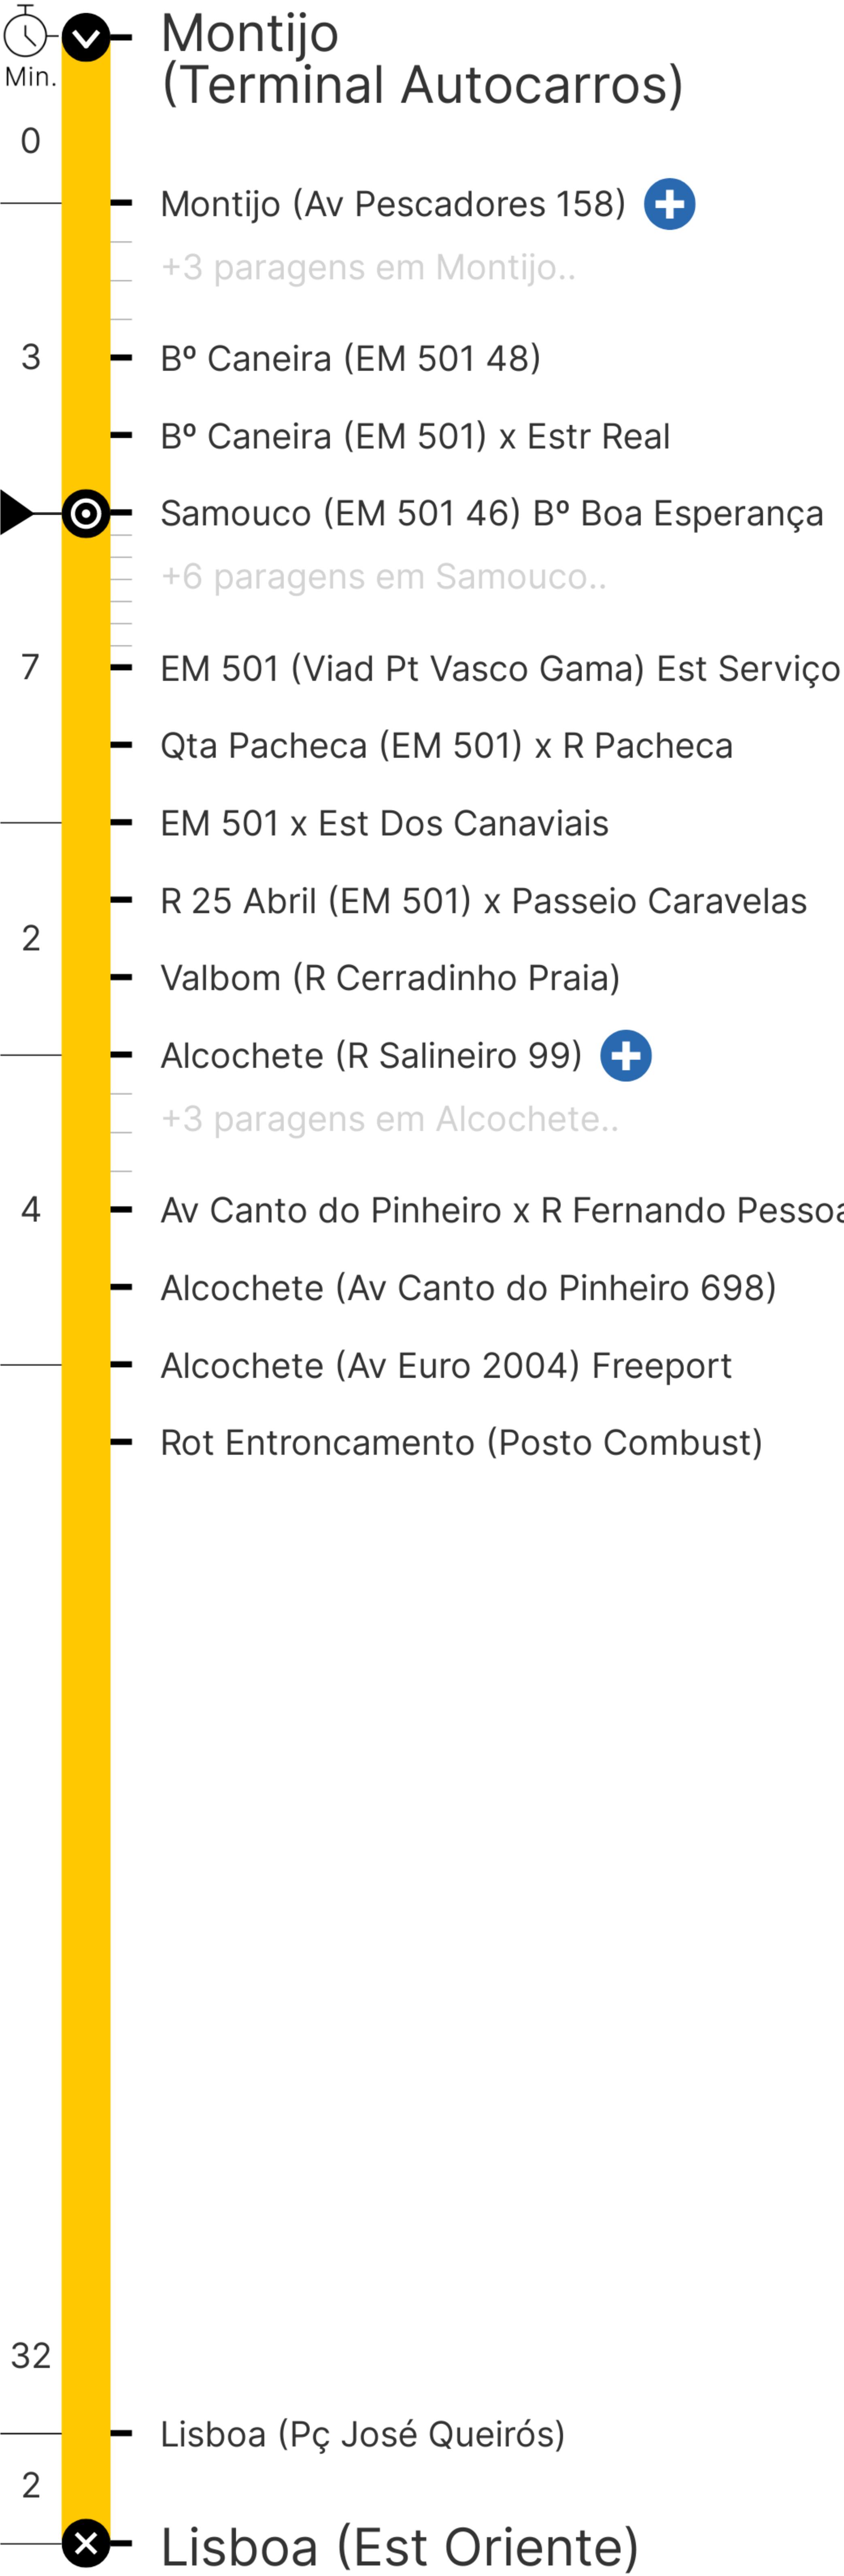 Montijo
(Terminal Autocarros)
Min.
0
Montijo (Av Pescadores 158)
+3 paragens em Montijo..
3
Bº Caneira (EM 501 48)
Bº Caneira (EM 501) x Estr Real
Samouco (EM 501 46) Bº Boa Esperança
+6 paragens em Samouco..
7
EM 501 (Viad Pt Vasco Gama) Est Serviço
Qta Pacheca (EM 501) x R Pacheca
EM 501 x Est Dos Canaviais
R 25 Abril (EM 501) x Passeio Caravelas
2
Valbom (R Cerradinho Praia)
Alcochete (R Salineiro 99)
+3 paragens em Alcochete..
4
Av Canto do Pinheiro x R Fernando Pessoa
Alcochete (Av Canto do Pinheiro 698)
Alcochete (Av Euro 2004) Freeport
Rot Entroncamento (Posto Combust)
32
Lisboa (Pç José Queirós)
2
Lisboa (Est Oriente)